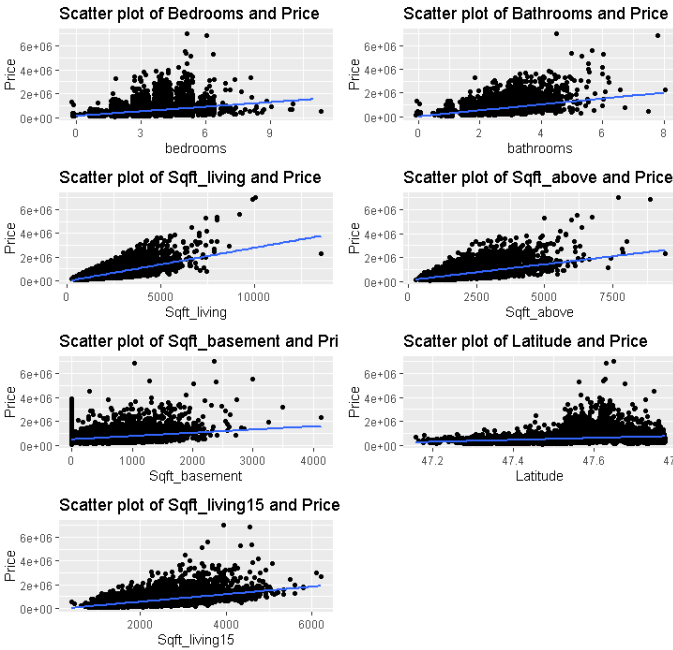 Scatter plot of Bedrooms and Price
Scatter plot of Bathrooms and Price
6e+06
4e+06
2e+06
0e+00
Price
0 3 6 9
bedrooms
6e+06
4e+06
2e+06
0e+00
Price
0 2 4 6 8
bathrooms
Scatter plot of Sqft_living and Price
Scatter plot of Sqft_above and Price
6e+06
4e+06
2e+06
0e+00
Price
0 5000 10000
Sqft_living
6e+06
4e+06
2e+06
0e+00
Price
2500 5000 7500
Sqft_above
Scatter plot of Sqft_basement and Pri
Scatter plot of Latitude and Price
6e+06
4e+06
2e+06
0e+00
Price
0 1000 2000 3000 4000
Sqft_basement
6e+06
4e+06
2e+06
0e+00
Price
47.2 47.4 47.6 47
Latitude
Scatter plot of Sqft_living15 and Price
6e+06
4e+06
2e+06
0e+00
Price
2000 4000 6000
Sqft_living15